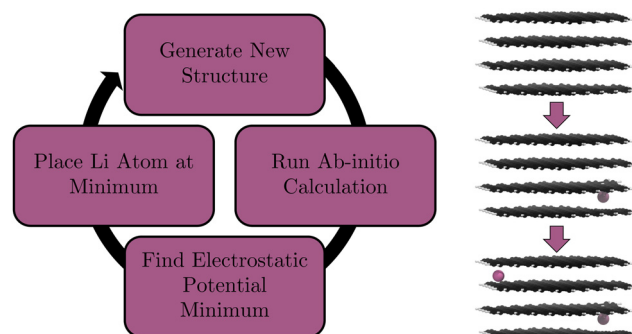 Generate New
Structure
Place Li Atom at
Minimum
Run Ab-initio
Calculation
Find Electrostatic
Potential
Minimum